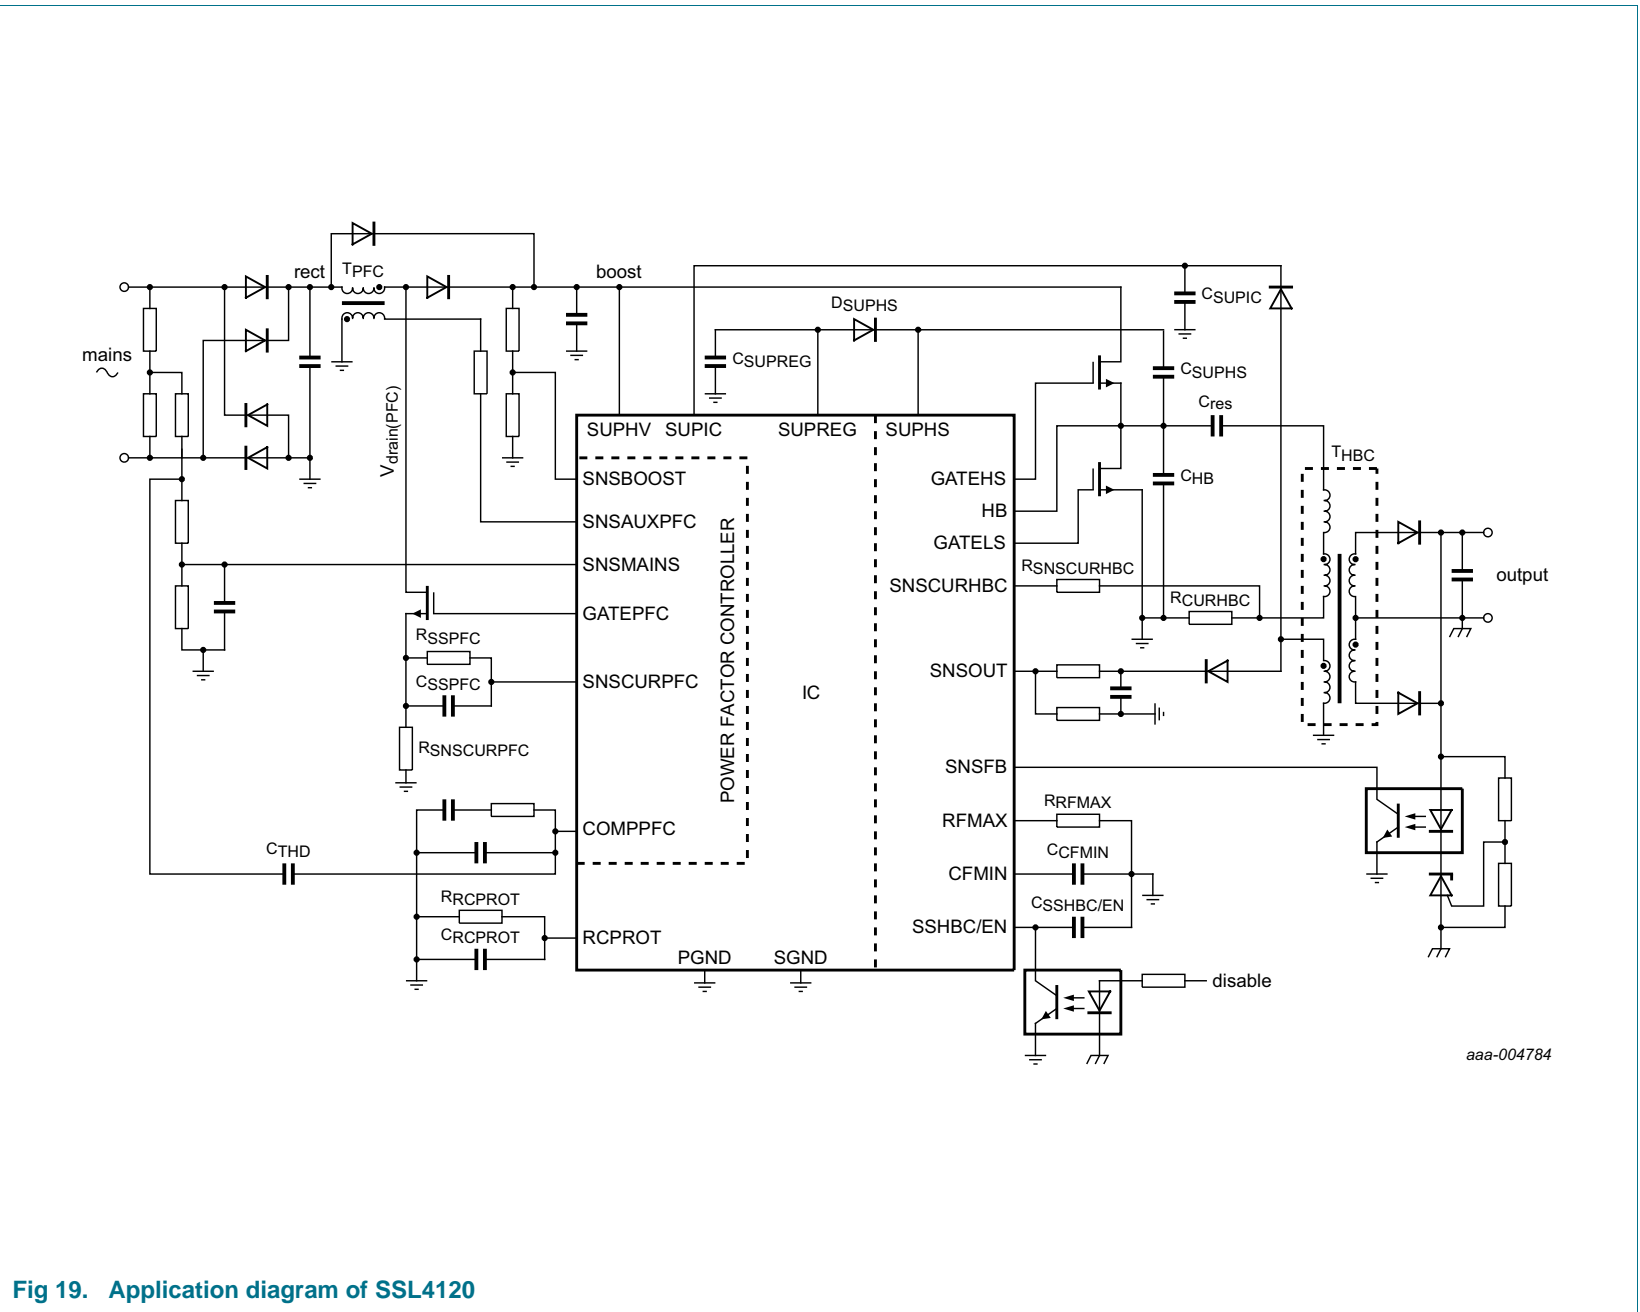 rect
TPFC
boost
mains
Vdrain(PFC)
CSUPREG
DSUPHS
CSUPIC
CSUPHS
Cres
CHB
THBC
SUPHV
SUPIC
SUPREG
SUPHS
SNSBOOST
SNSAUXPFC
SNSMAINS
GATEPFC
SNSCURPFC
COMPPFC
RCPROT
POWER FACTOR CONTROLLER
IC
PGND
SGND
GATEHS
HB
GATELS
SNSCURHBC
SNSOUT
SNSFB
RFMAX
CFMIN
SSHBC/EN
RSNSCURHBC
RCURHBC
output
RSSPFC
CSSPFC
RSNSCURPFC
CTHD
RRCPROT
CRCPROT
RRFMAX
CCFMIN
CSSHBC/EN
disable
aaa-004784
Fig 19. Application diagram of SSL4120